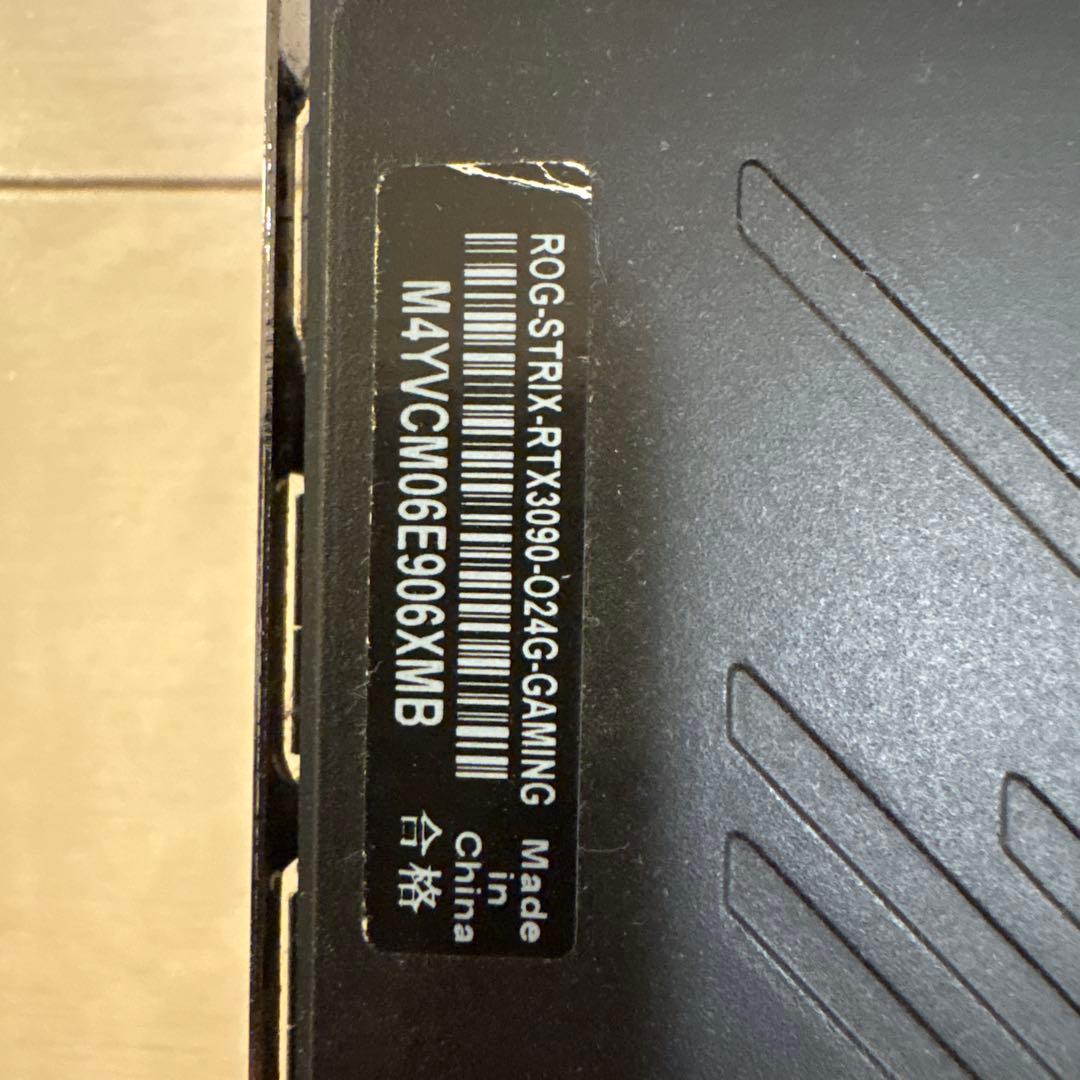 ROG-STRIX-RTX3090-O24G-GAMING
M4YVCM06E906XMB
Made
in
China
合格